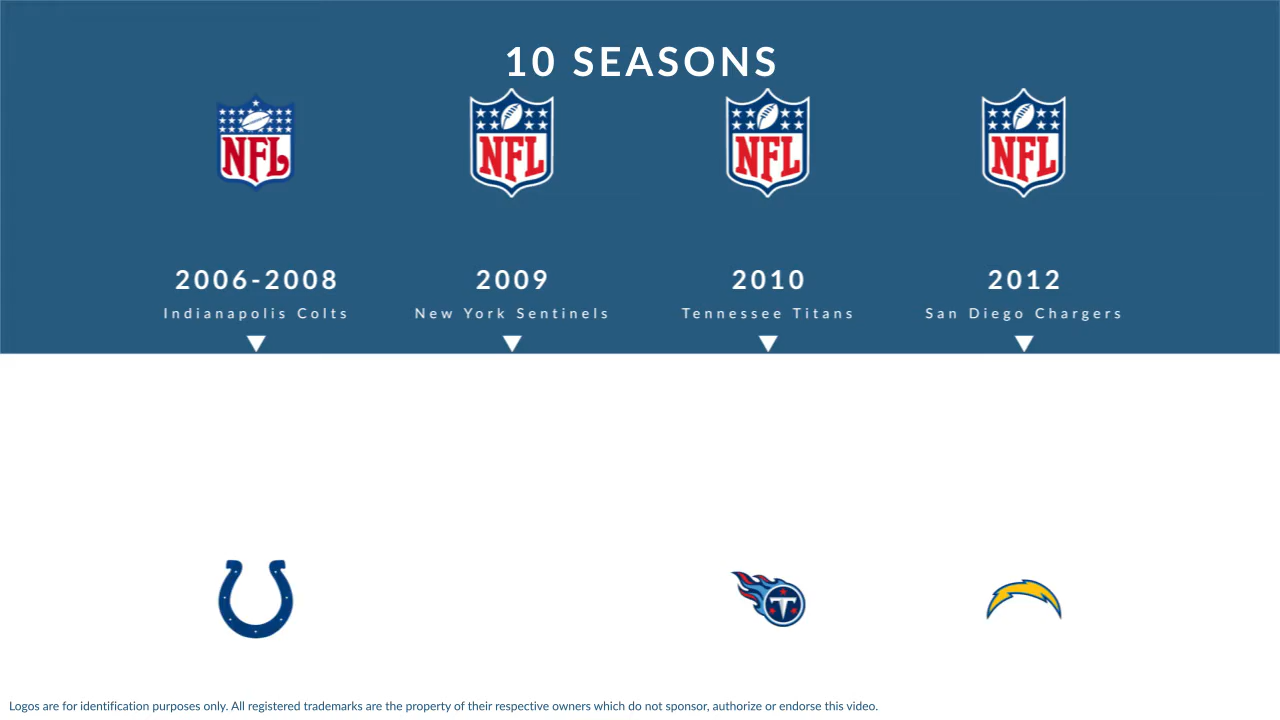 10 SEASONS
NFL NFL NFL NFL
2006-2008 2009 2010 2012
Indianapolis Colts New York Sentinels Tennessee Titans San Diego Chargers
T
Logos are for identification purposes only. All registered trademarks are the property of their respective owners which do not sponsor, authorize or endorse this video.